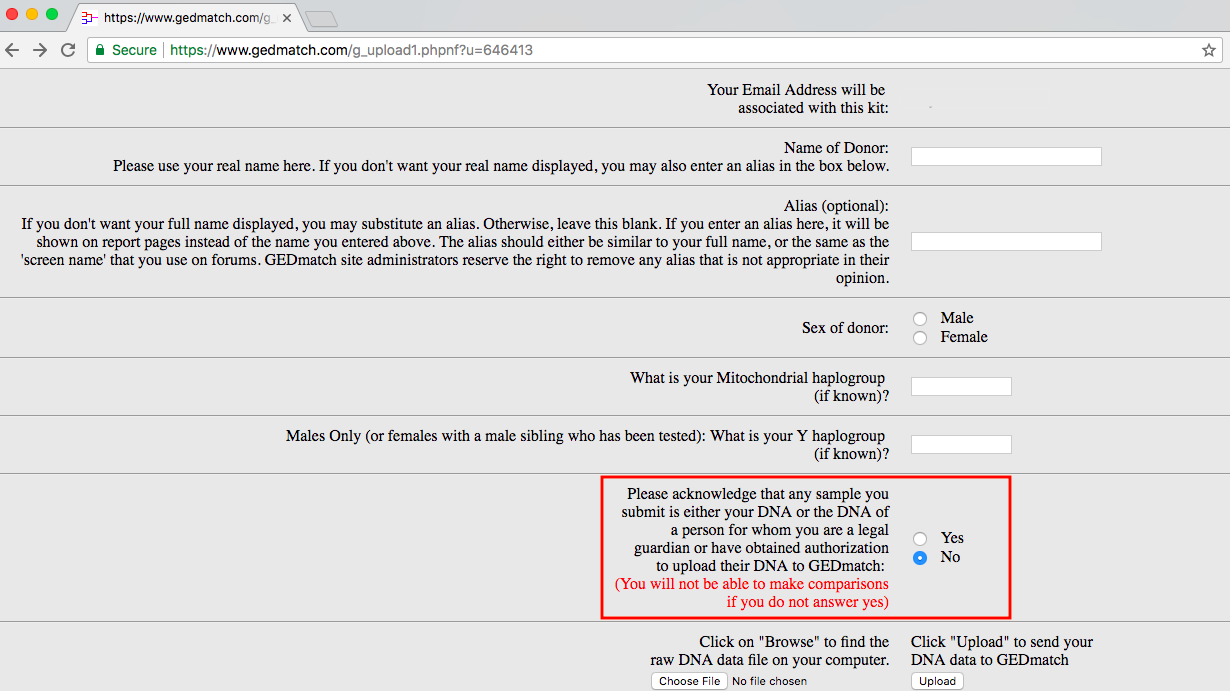 https://www.gedmatch.com/g_
Secure https://www.gedmatch.com/g_upload1.phpnf?u=646413
Your Email Address will be
associated with this kit:
Name of Donor:
Please use your real name here. If you don't want your real name displayed, you may also enter an alias in the box below.
Alias (optional):
If you don't want your full name displayed, you may substitute an alias. Otherwise, leave this blank. If you enter an alias here, it will be
shown on report pages instead of the name you entered above. The alias should either be similar to your full name, or the same as the
'screen name' that you use on forums. GEDmatch site administrators reserve the right to remove any alias that is not appropriate in their
opinion.
Sex of donor:
Male
Female
What is your Mitochondrial haplogroup
(if known)?
Males Only (or females with a male sibling who has been tested): What is your Y haplogroup
(if known)?
Please acknowledge that any sample you
submit is either your DNA or the DNA of
a person for whom you are a legal
guardian or have obtained authorization
to upload their DNA to GEDmatch:
(You will not be able to make comparisons
if you do not answer yes)
Yes
No
Click on "Browse" to find the
raw DNA data file on your computer.
Choose File No file chosen
Click "Upload" to send your
DNA data to GEDmatch
Upload